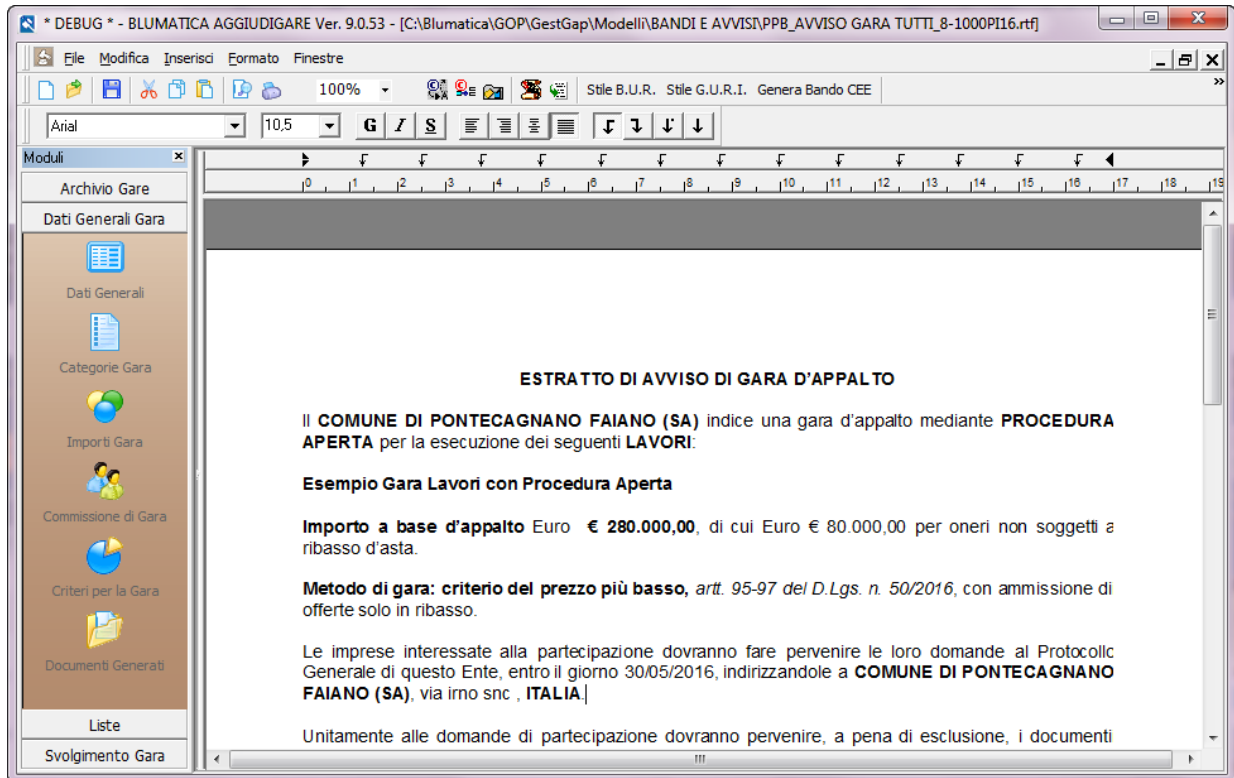 * DEBUG * - BLUMATICA AGGIUDIGARE Ver. 9.0.53 - [C:\Blumatica\GOP\GestGap\Modelli\BANDI E AVVISI\PPB_AVVISO GARA TUTTI_8-1000PI16.rtf]
File Modifica Inserisci Formato Finestre
100% Stile B.U.R. Stile G.U.R.I. Genera Bando CEE
Arial 10,5 G I S
Moduli
Archivio Gare
Dati Generali Gara
Dati Generali
Categorie Gara
Importi Gara
Commissione di Gara
Criteri per la Gara
Documenti Generati
Liste
Svolgimento Gara
0 1 2 3 4 5 6 7 8 9 10 11 12 13 14 15 16 17 18 19
ESTRATTO DI AVVISO DI GARA D’APPALTO
Il COMUNE DI PONTECAGNANO FAIANO (SA) indice una gara d’appalto mediante PROCEDURA
APERTA per la esecuzione dei seguenti LAVORI:
Esempio Gara Lavori con Procedura Aperta
Importo a base d’appalto Euro € 280.000,00, di cui Euro € 80.000,00 per oneri non soggetti a
ribasso d’asta.
Metodo di gara: criterio del prezzo più basso, artt. 95-97 del D.Lgs. n. 50/2016, con ammissione di
offerte solo in ribasso.
Le imprese interessate alla partecipazione dovranno fare pervenire le loro domande al Protocollo
Generale di questo Ente, entro il giorno 30/05/2016, indirizzandole a COMUNE DI PONTECAGNANO
FAIANO (SA), via irno snc , ITALIA.
Unitamente alle domande di partecipazione dovranno pervenire, a pena di esclusione, i documenti